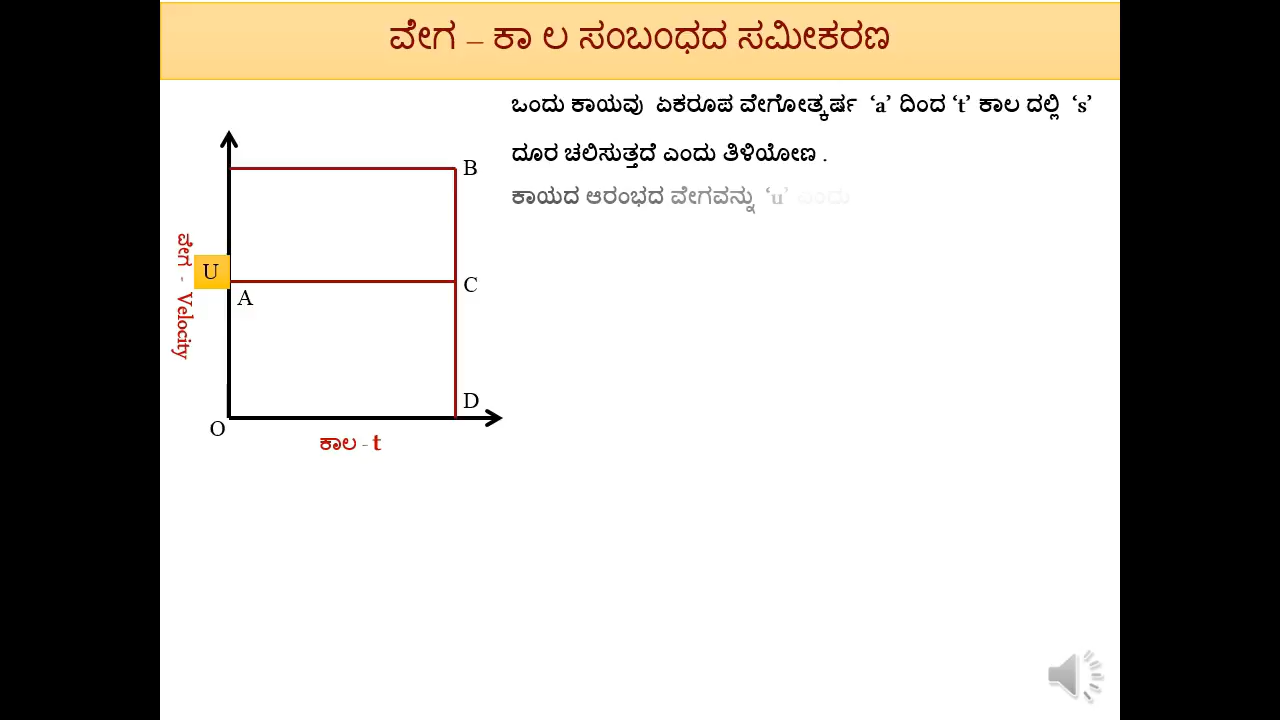 ವೇಗ – ಕಾ ಲ ಸಂಬಂಧದ ಸಮೀಕರಣ
ಒಂದು ಕಾಯವು ಏಕರೂಪ ವೇಗೋತ್ಕರ್ಷ ‘a’ ದಿಂದ ‘t’ ಕಾಲ ದಲ್ಲಿ ‘s’
ದೂರ ಚಲಿಸುತ್ತದೆ ಎಂದು ತಿಳಿಯೋಣ .
ಕಾಯದ ಆರಂಭದ ವೇಗವನ್ನು ‘u’ ಎಂದು
B
ವೇಗ - Velocity
U
A
C
D
O
ಕಾಲ - t